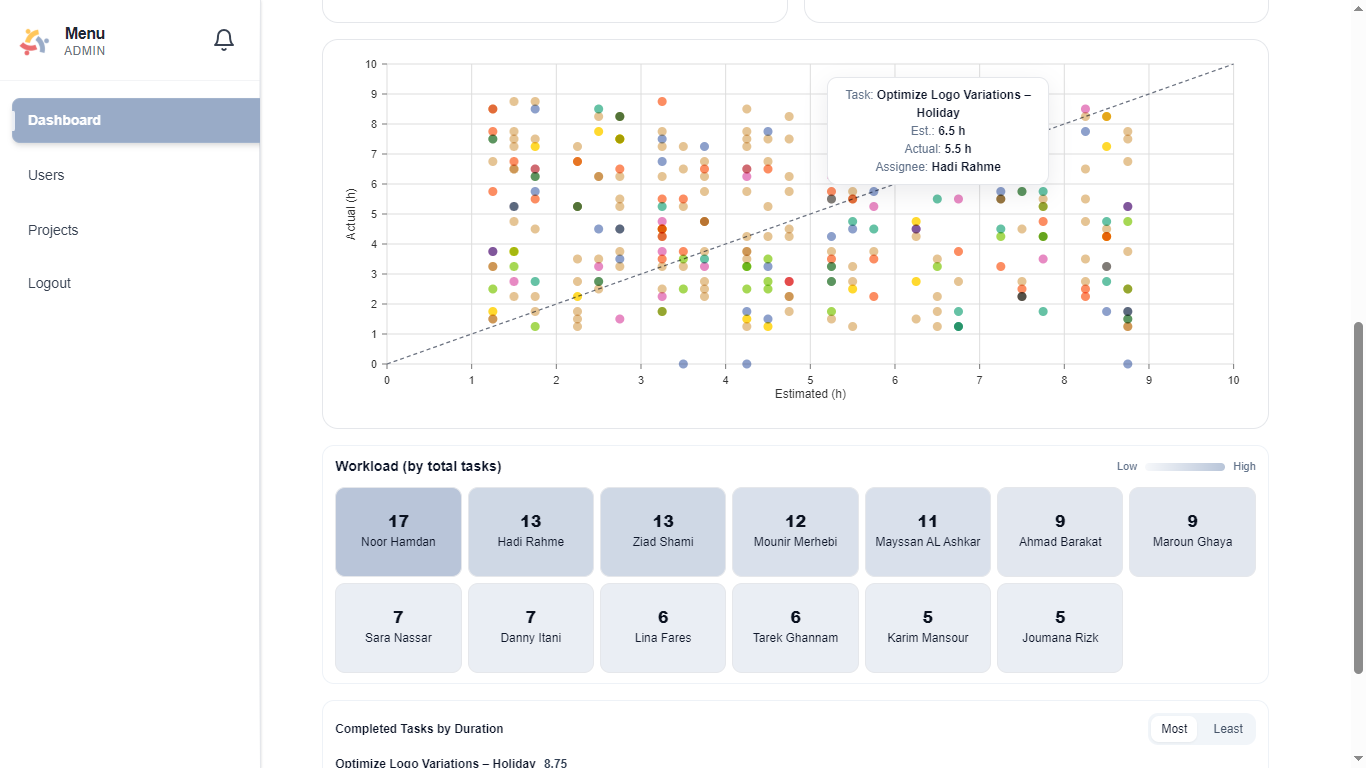 Menu
ADMIN
Dashboard
Users
Projects
Logout
10
9
8
7
6
5
4
3
2
1
0
Actual (h)
0 1 2 3 4 5 6 7 8 9 10
Estimated (h)
Task: Optimize Logo Variations –
Holiday
Est.: 6.5 h
Actual: 5.5 h
Assignee: Hadi Rahme
Workload (by total tasks)
Low High
17 13 13 12 11 9 9
Noor Hamdan Hadi Rahme Ziad Shami Mounir Merhebi Mayssan AL Ashkar Ahmad Barakat Maroun Ghaya
7 7 6 6 5 5
Sara Nassar Danny Itani Lina Fares Tarek Ghannam Karim Mansour Joumana Rizk
Completed Tasks by Duration
Most Least
Optimize Logo Variations – Holiday 8.75